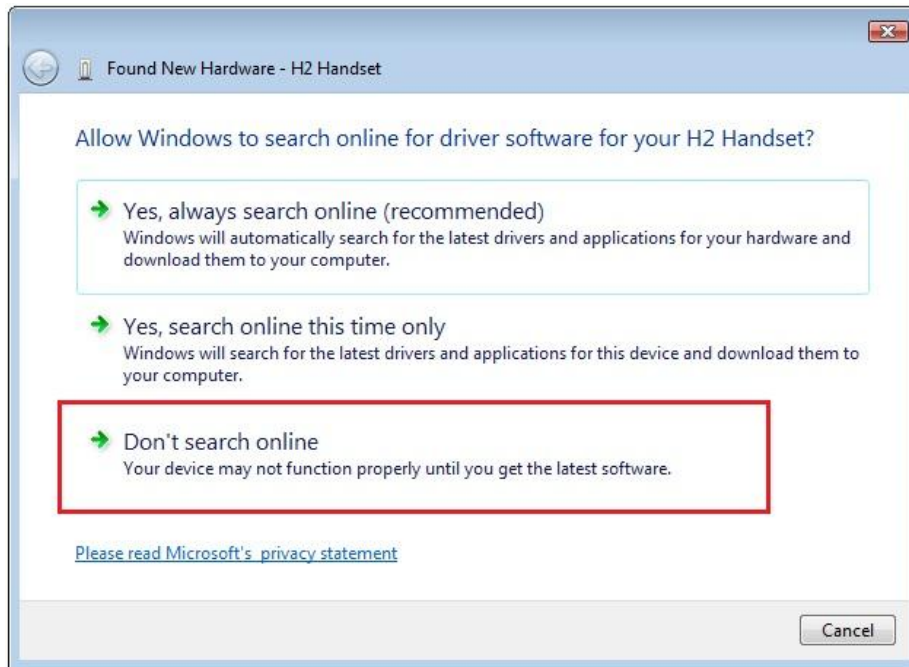 Found New Hardware - H2 Handset
Allow Windows to search online for driver software for your H2 Handset?
Yes, always search online (recommended)
Windows will automatically search for the latest drivers and applications for your hardware and
download them to your computer.
Yes, search online this time only
Windows will search for the latest drivers and applications for this device and download them to
your computer.
Don't search online
Your device may not function properly until you get the latest software.
Please read Microsoft's  privacy statement
Cancel